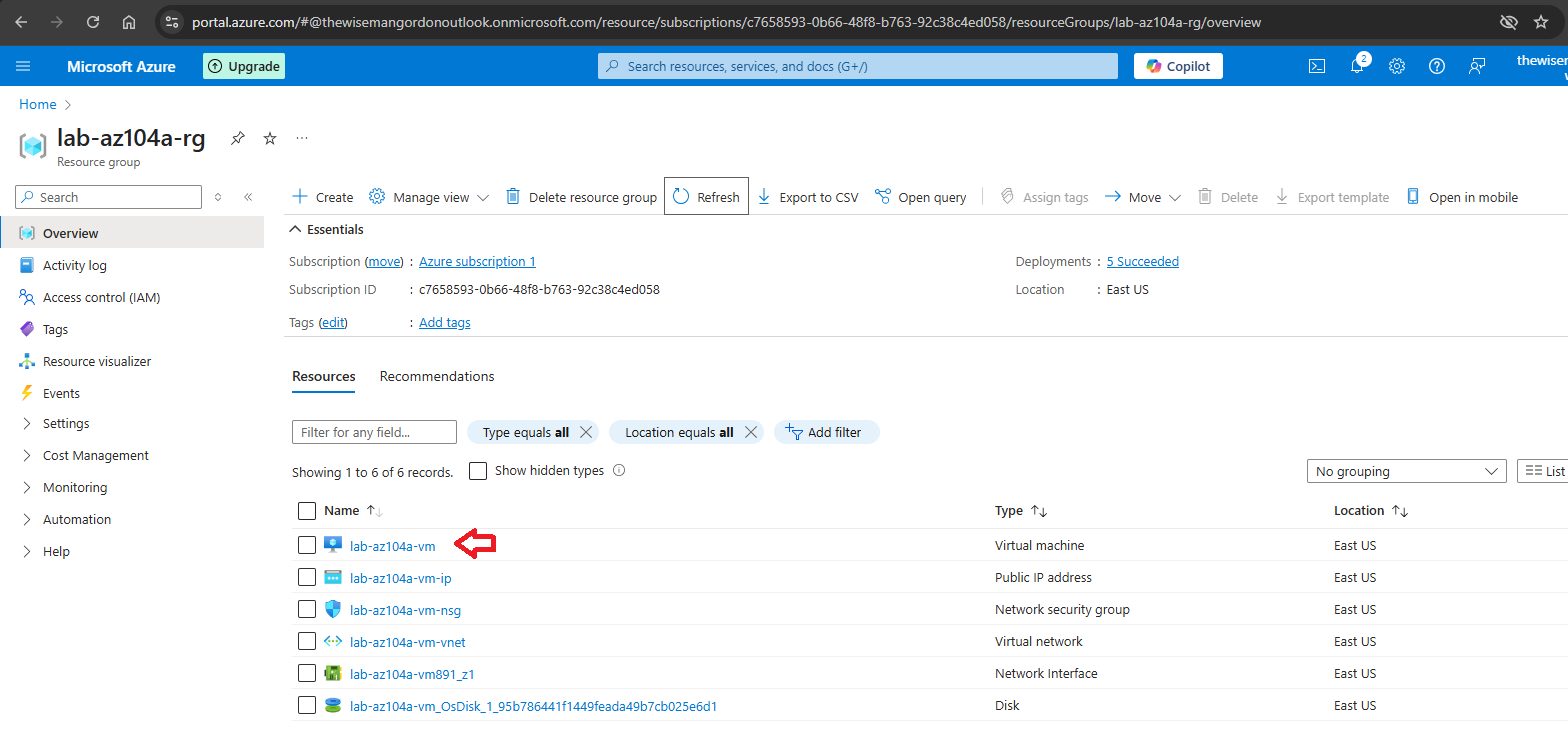 portal.azure.com/#@thewisemangordonoutlook.onmicrosoft.com/resource/subscriptions/c7658593-0b66-48f8-b763-92c38c4ed058/resourceGroups/lab-az104a-rg/overview
Microsoft Azure
Upgrade
Search resources, services, and docs (G+/)
Copilot
2
Home
lab-az104a-rg
Resource group
Search
Create
Manage view
Delete resource group
Refresh
Export to CSV
Open query
Assign tags
Move
Delete
Export template
Open in mobile
Overview
Activity log
Access control (IAM)
Tags
Resource visualizer
Events
Settings
Cost Management
Monitoring
Automation
Help
Essentials
Subscription (move) : Azure subscription 1
Subscription ID : c7658593-0b66-48f8-b763-92c38c4ed058
Tags (edit) : Add tags
Deployments : 5 Succeeded
Location : East US
Resources Recommendations
Filter for any field...
Type equals all
Location equals all
Add filter
Showing 1 to 6 of 6 records.
Show hidden types
No grouping
List
Name Type Location
lab-az104a-vm Virtual machine East US
lab-az104a-vm-ip Public IP address East US
lab-az104a-vm-nsg Network security group East US
lab-az104a-vm-vnet Virtual network East US
lab-az104a-vm891_z1 Network Interface East US
lab-az104a-vm_OsDisk_1_95b786441f1449feada49b7cb025e6d1 Disk East US